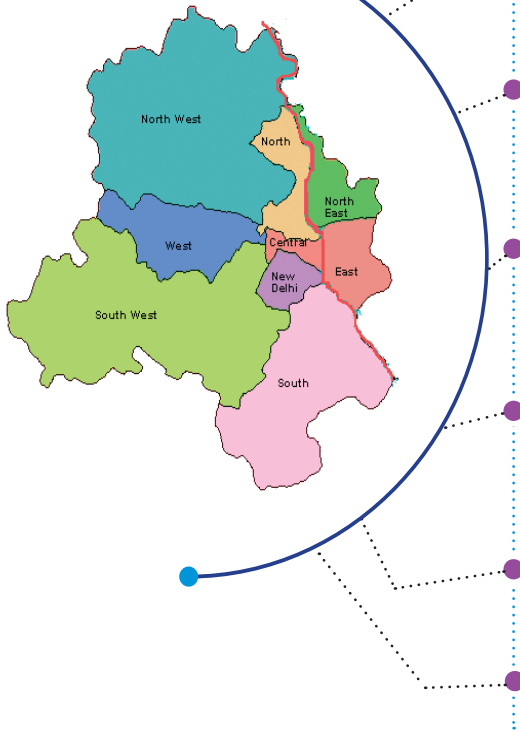 North West
North
North
East
Central
West
East
New
Delhi
South West
South